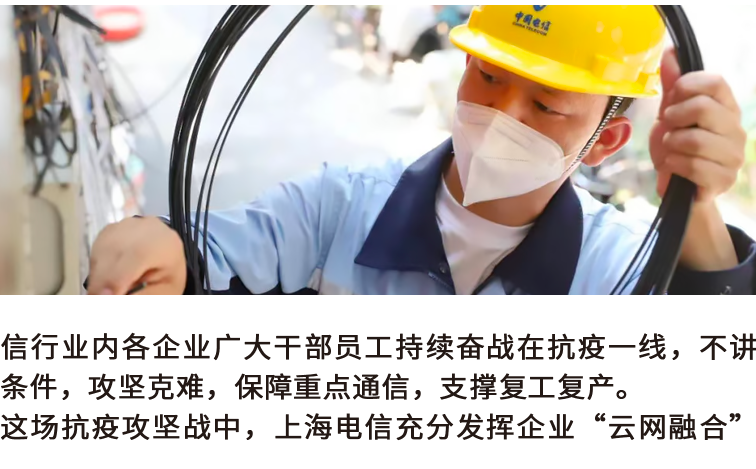 中国电信
CHINA TELECOM
信行业内各企业广大干部员工持续奋战在抗疫一线，不讲
条件，攻坚克难，保障重点通信，支撑复工复产。
这场抗疫攻坚战中，上海电信充分发挥企业“云网融合”